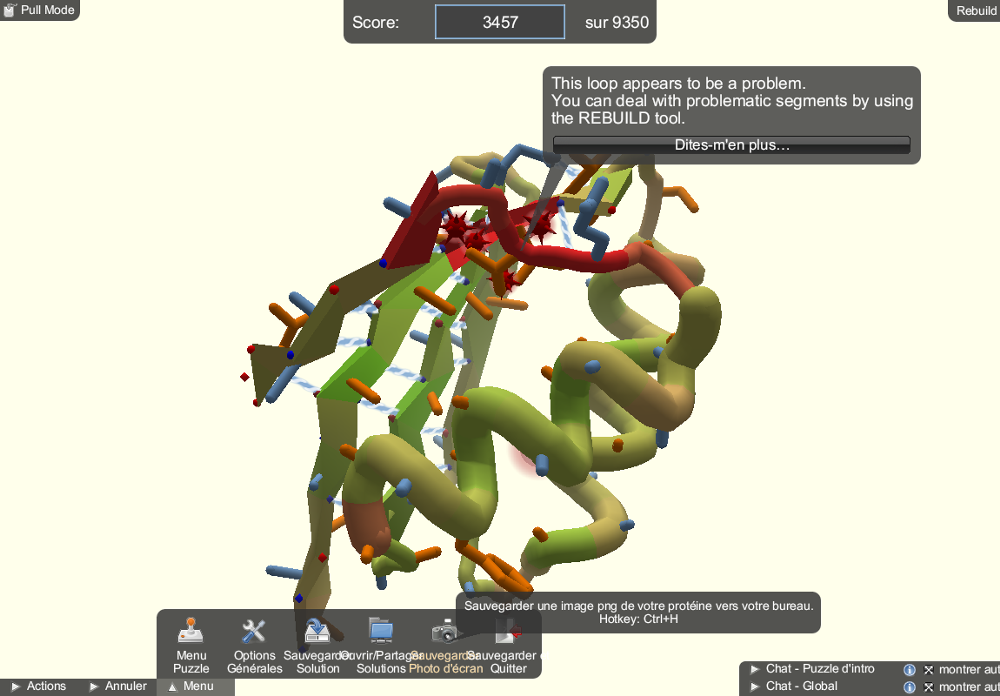 Pull Mode
Score: 3457 sur 9350
Rebuild
This loop appears to be a problem.
You can deal with problematic segments by using
the REBUILD tool.
Dites-m'en plus...
Sauvegarder une image png de votre protéine vers votre bureau.
Hotkey: Ctrl+H
Menu
Puzzle
Options
Générales
Sauvegarder
Solution
Ouvrir/Partager
Solutions
Sauvegarder
Photo d'écran
Sauvegarder
Quitter
Actions
Annuler
Menu
Chat - Puzzle d'intro
montrer aut
Chat - Global
montrer aut